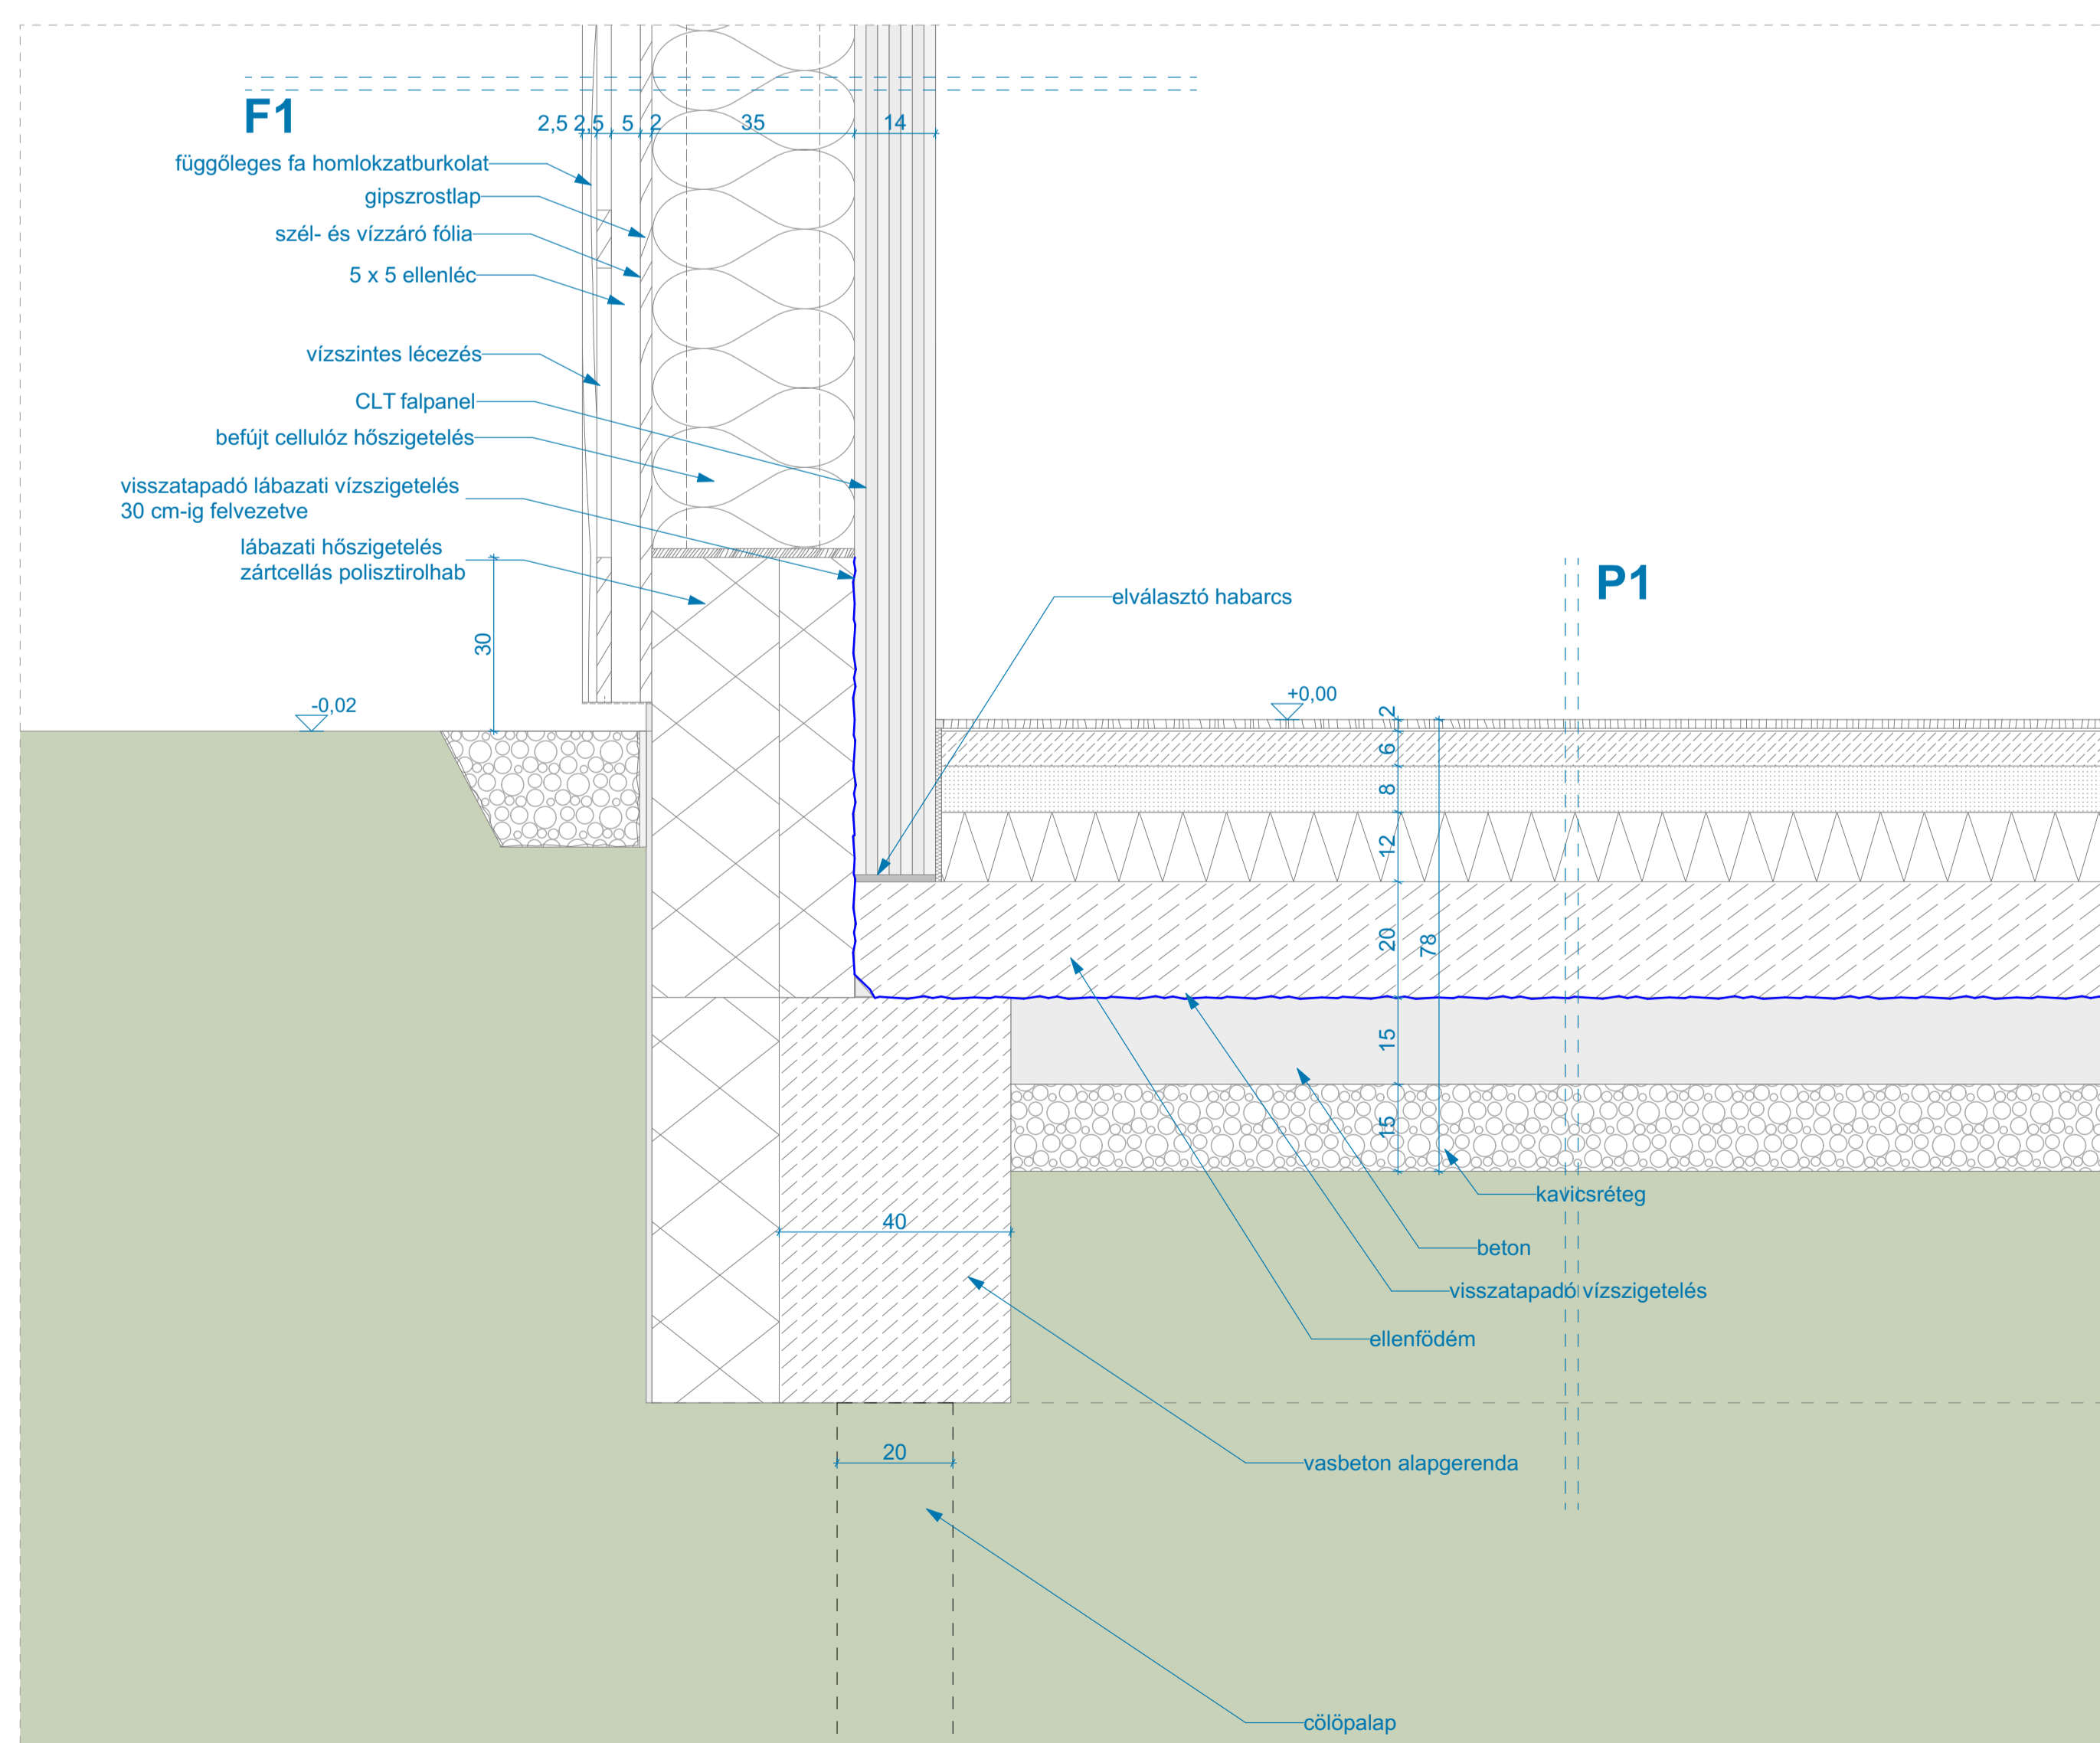 F1
2,5 2,5 5 2 35 14
függőleges fa homlokzatburkolat
gipszrostlap
szél- és vízzáró fólia
5 x 5 ellenléc
vízszintes lécezés
CLT falpanel
befújt cellulóz hőszigetelés
visszatapadó lábazati vízszigetelés
30 cm-ig felvezetve
lábazati hőszigetelés
zártcellás polisztirolhab
30
-0,02
elválasztó habarcs
P1
+0,00
2
6
8
12
20
78
15
15
kavicsréteg
40
beton
visszatapadó vízszigetelés
ellenfödém
20
vasbeton alapgerenda
cölöpalap